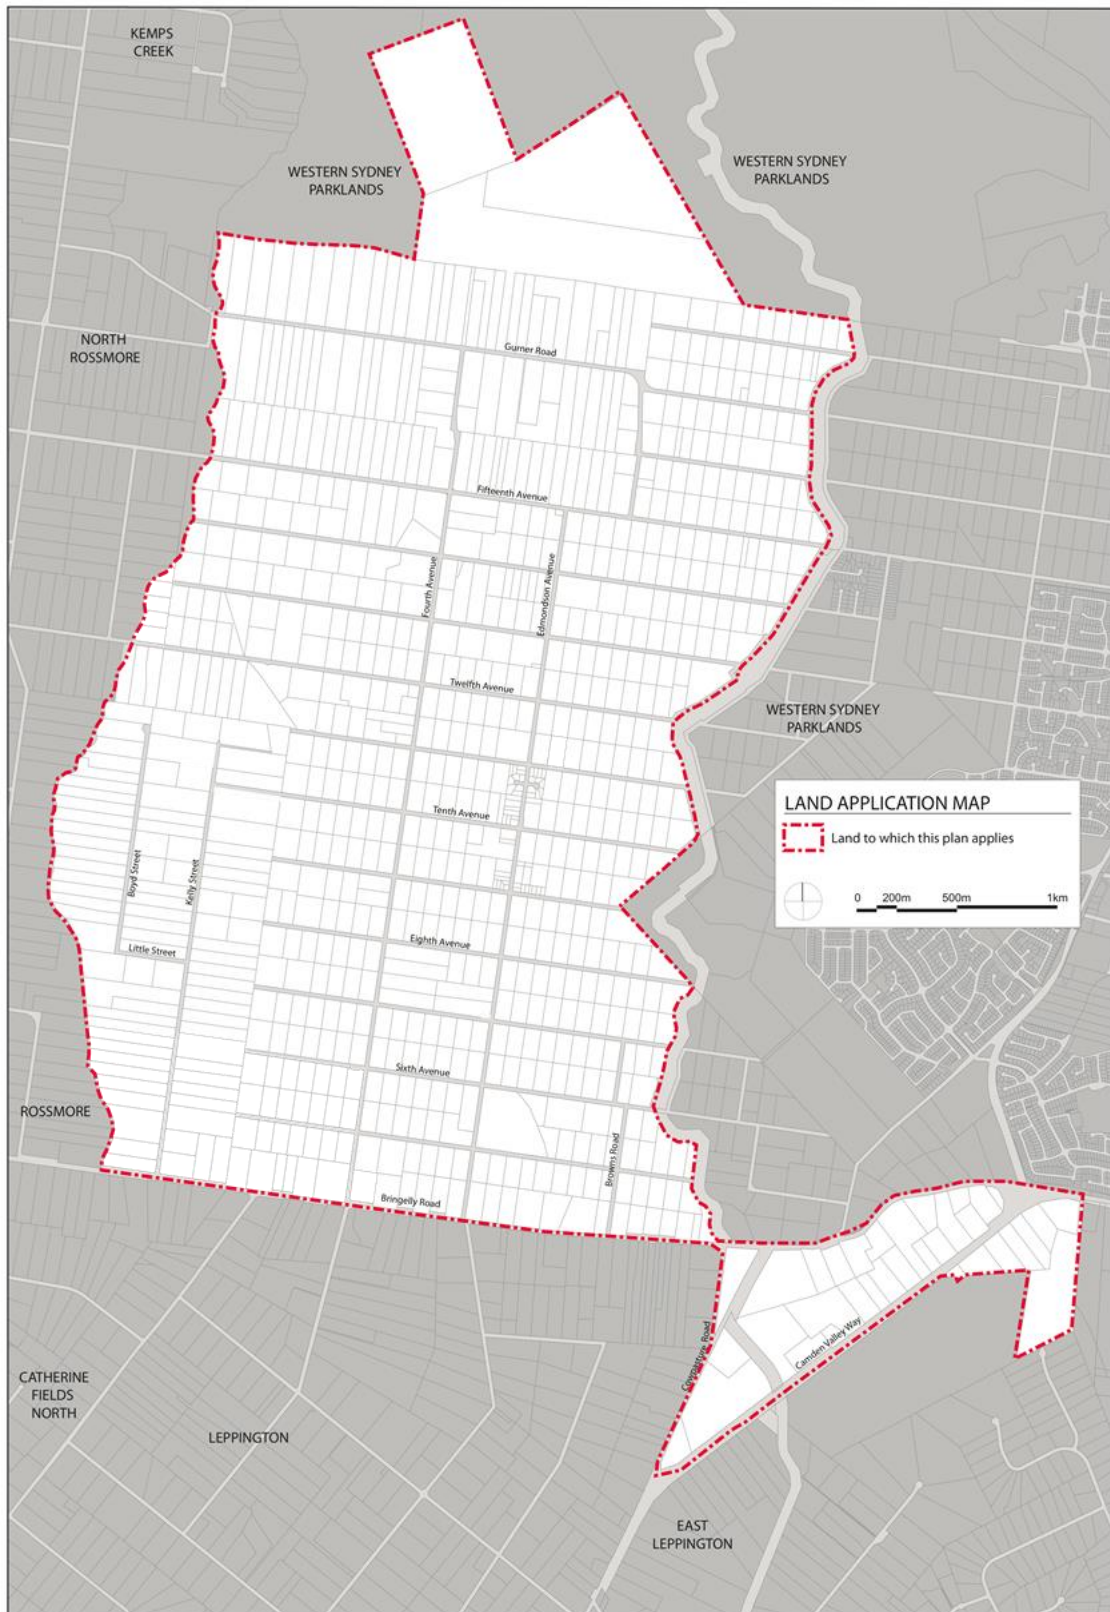 KEMPS
CREEK
WESTERN SYDNEY
PARKLANDS
WESTERN SYDNEY
PARKLANDS
NORTH
ROSSMORE
Gurner Road
Fifteenth Avenue
Fourth Avenue
Edmondson Avenue
Twelfth Avenue
WESTERN SYDNEY
PARKLANDS
LAND APPLICATION MAP
Land to which this plan applies
0 200m 500m 1km
Tenth Avenue
Boyd Street
Kelly Street
Little Street
Eighth Avenue
Sixth Avenue
ROSSMORE
Browns Road
Bringelly Road
Cowpasture Road
Camden Valley Way
CATHERINE
FIELDS
NORTH
LEPPINGTON
EAST
LEPPINGTON